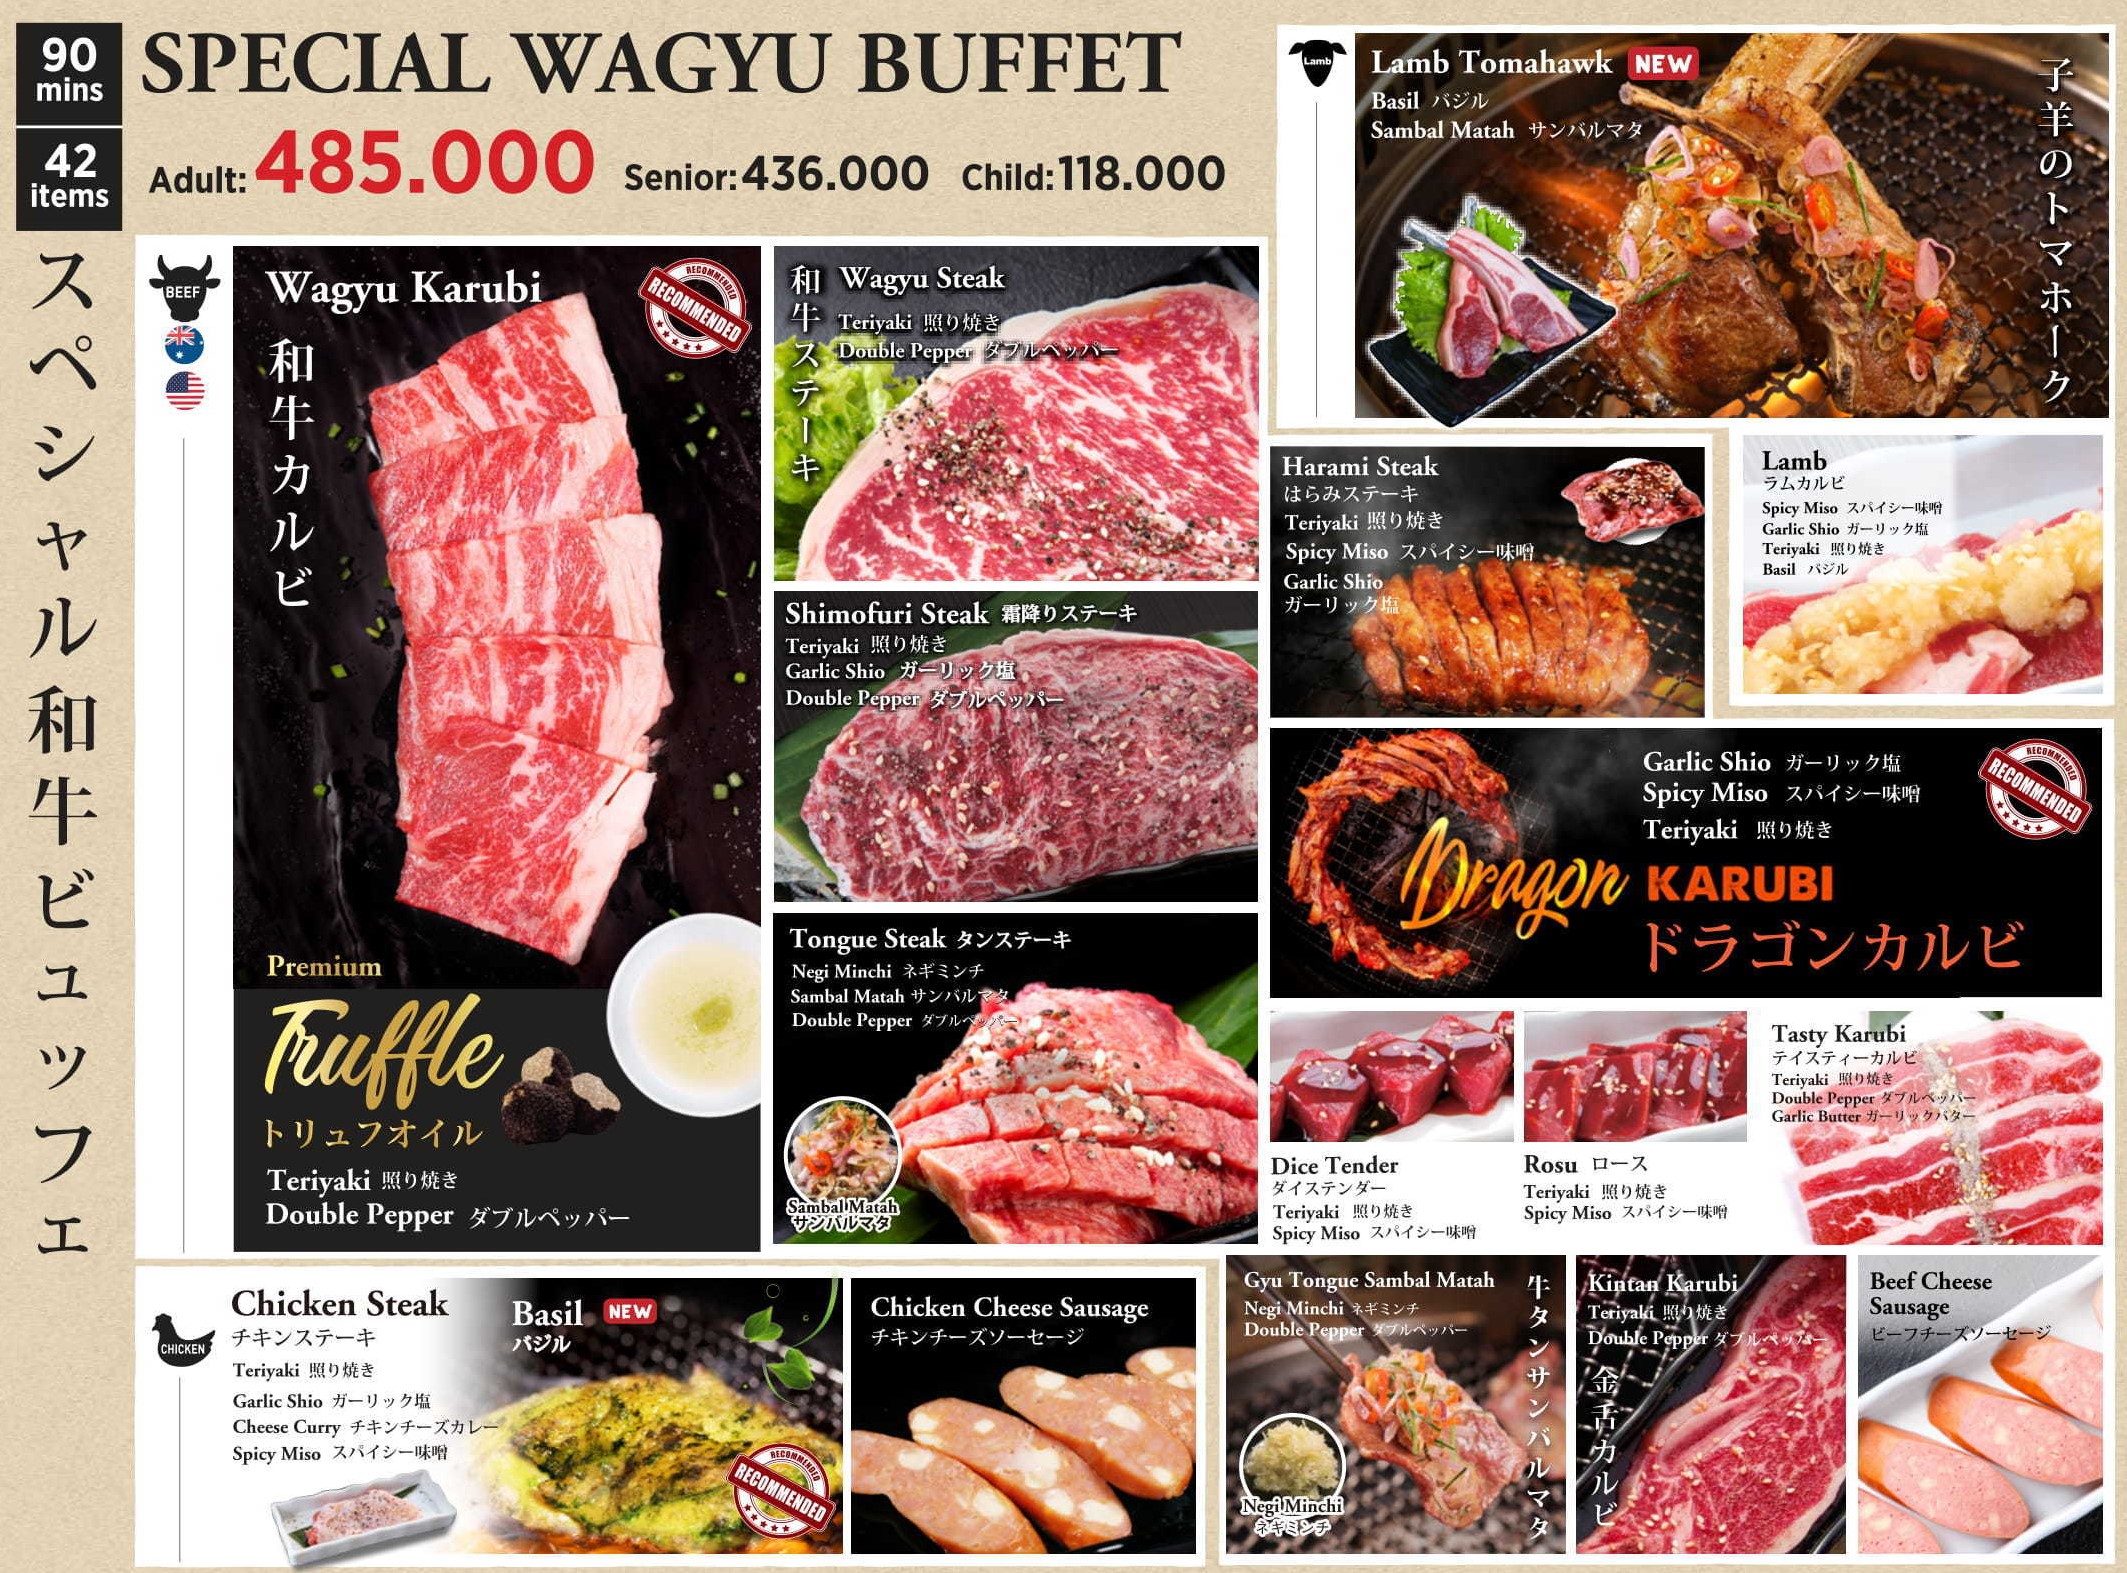 90
mins
42
items
SPECIAL WAGYU BUFFET
Adult: 485.000 Senior: 436.000 Child: 118.000
スペシャル和牛ビュッフェ
BEEF
Wagyu Karubi
和牛カルビ
RECOMMENDED
RECOMMENDED
Premium
Truffle
トリュフオイル
Teriyaki 照り焼き
Double Pepper ダブルペッパー
和牛ステーキ
Wagyu Steak
Teriyaki 照り焼き
Double Pepper ダブルペッパー
Shimofuri Steak 霜降りステーキ
Teriyaki 照り焼き
Garlic Shio ガーリック塩
Double Pepper ダブルペッパー
Tongue Steak タンステーキ
Negi Minchi ネギミンチ
Sambal Matah サンバルマタ
Double Pepper ダブルペッパー
Sambal Matah
サンバルマタ
Lamb
Lamb Tomahawk NEW
Basil バジル
Sambal Matah サンバルマタ
子羊のトマホーク
Harami Steak
はらみステーキ
Teriyaki 照り焼き
Spicy Miso スパイシー味噌
Garlic Shio
ガーリック塩
Lamb
ラムカルビ
Spicy Miso スパイシー味噌
Garlic Shio ガーリック塩
Teriyaki 照り焼き
Basil バジル
Garlic Shio ガーリック塩
Spicy Miso スパイシー味噌
Teriyaki 照り焼き
RECOMMENDED
RECOMMENDED
Dragon KARUBI
ドラゴンカルビ
Dice Tender
ダイステンダー
Teriyaki 照り焼き
Spicy Miso スパイシー味噌
Rosu ロース
Teriyaki 照り焼き
Spicy Miso スパイシー味噌
Tasty Karubi
テイスティーカルビ
Teriyaki 照り焼き
Double Pepper ダブルペッパー
Garlic Butter ガーリックバター
CHICKEN
Chicken Steak
チキンステーキ
Teriyaki 照り焼き
Garlic Shio ガーリック塩
Cheese Curry チキンチーズカレー
Spicy Miso スパイシー味噌
Basil NEW
バジル
RECOMMENDED
RECOMMENDED
Chicken Cheese Sausage
チキンチーズソーセージ
Gyu Tongue Sambal Matah
Negi Minchi ネギミンチ
Double Pepper ダブルペッパー
牛タンサンバルマタ
Negi Minchi
ネギミンチ
Kintan Karubi
Teriyaki 照り焼き
Double Pepper ダブルペッパー
金舌カルビ
Beef Cheese
Sausage
ビーフチーズソーセージ